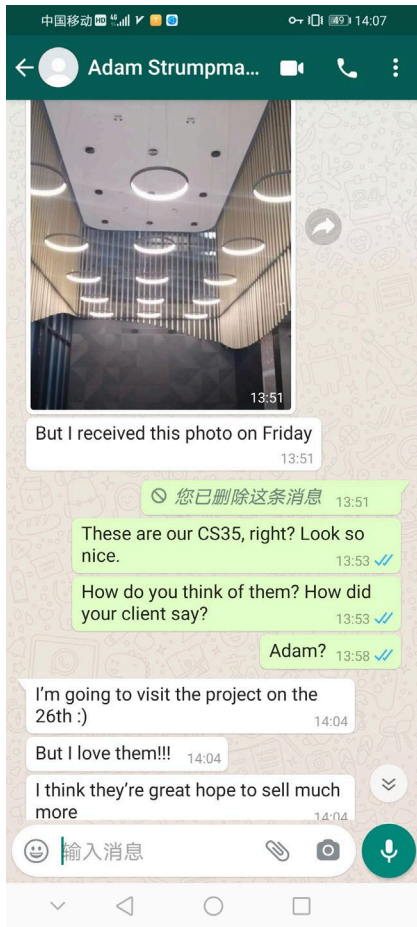 中国移动 HD 4G 49 14:07
Adam Strumpma...
13:51
But I received this photo on Friday
13:51
您已删除这条消息 13:51
These are our CS35, right? Look so
nice.
13:53
How do you think of them? How did
your client say?
13:53
Adam? 13:58
I'm going to visit the project on the
26th :)
14:04
But I love them!!! 14:04
I think they're great hope to sell much
more
14:04
输入消息